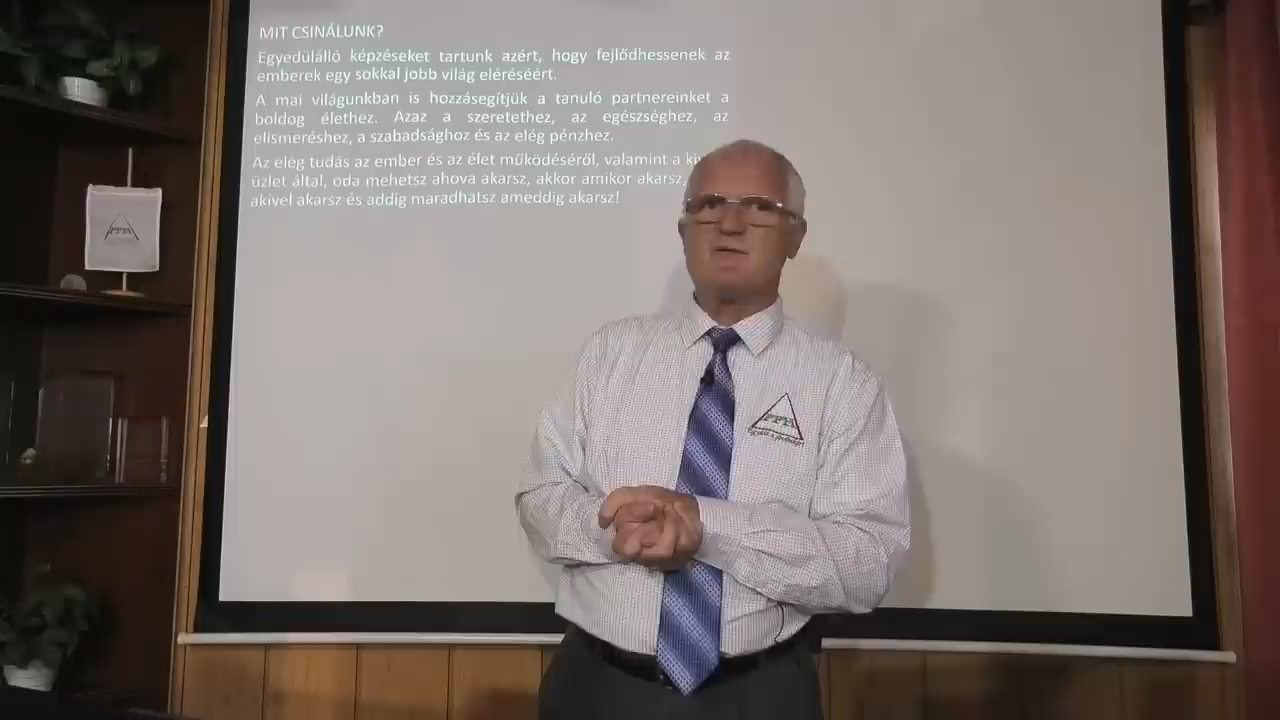 MIT CSINÁLUNK?
Egyedülálló képzéseket tartunk azért, hogy fejlődhessenek az
emberek egy sokkal jobb világ eléréséért.
A mai világunkban is hozzásegítjük a tanuló partnereinket a
boldog élethez. Azaz a szeretethez, az egészséghez, az
elismeréshez, a szabadsághoz és az elég pénzhez.
Az elég tudás az ember és az élet működéséről, valamint a
üzlet által, oda mehetsz ahova akarsz, akkor amikor akarsz,
akivel akarsz és addig maradhatsz ameddig akarsz!